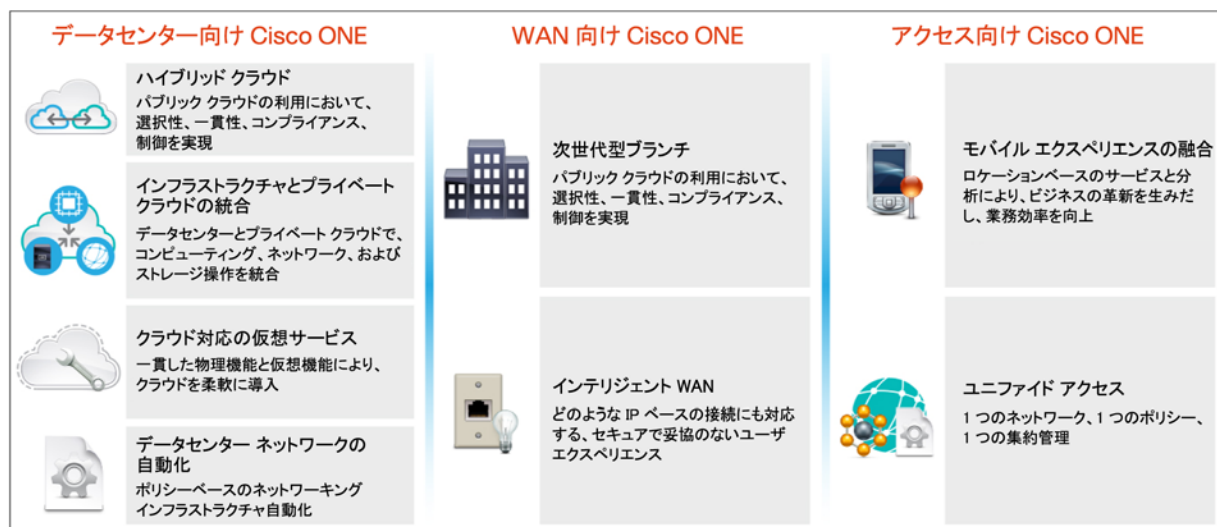 データセンター向け Cisco ONE
ハイブリッド クラウド
パブリック クラウドの利用において、
選択性、一貫性、コンプライアンス、
制御を実現
インフラストラクチャとプライベート
クラウドの統合
データセンターとプライベート クラウドで、
コンピューティング、ネットワーク、および
ストレージ操作を統合
クラウド対応の仮想サービス
一貫した物理機能と仮想機能により、
クラウドを柔軟に導入
データセンター ネットワークの
自動化
ポリシーベースのネットワーキング
インフラストラクチャ自動化
WAN 向け Cisco ONE
次世代型ブランチ
パブリック クラウドの利用において、
選択性、一貫性、コンプライアンス、
制御を実現
インテリジェント WAN
どのような IP ベースの接続にも対応
する、セキュアで妥協のないユーザ
エクスペリエンス
アクセス向け Cisco ONE
モバイル エクスペリエンスの融合
ロケーションベースのサービスと分
析により、ビジネスの革新を生みだ
し、業務効率を向上
ユニファイド アクセス
1 つのネットワーク、1 つのポリシー、
1 つの集約管理